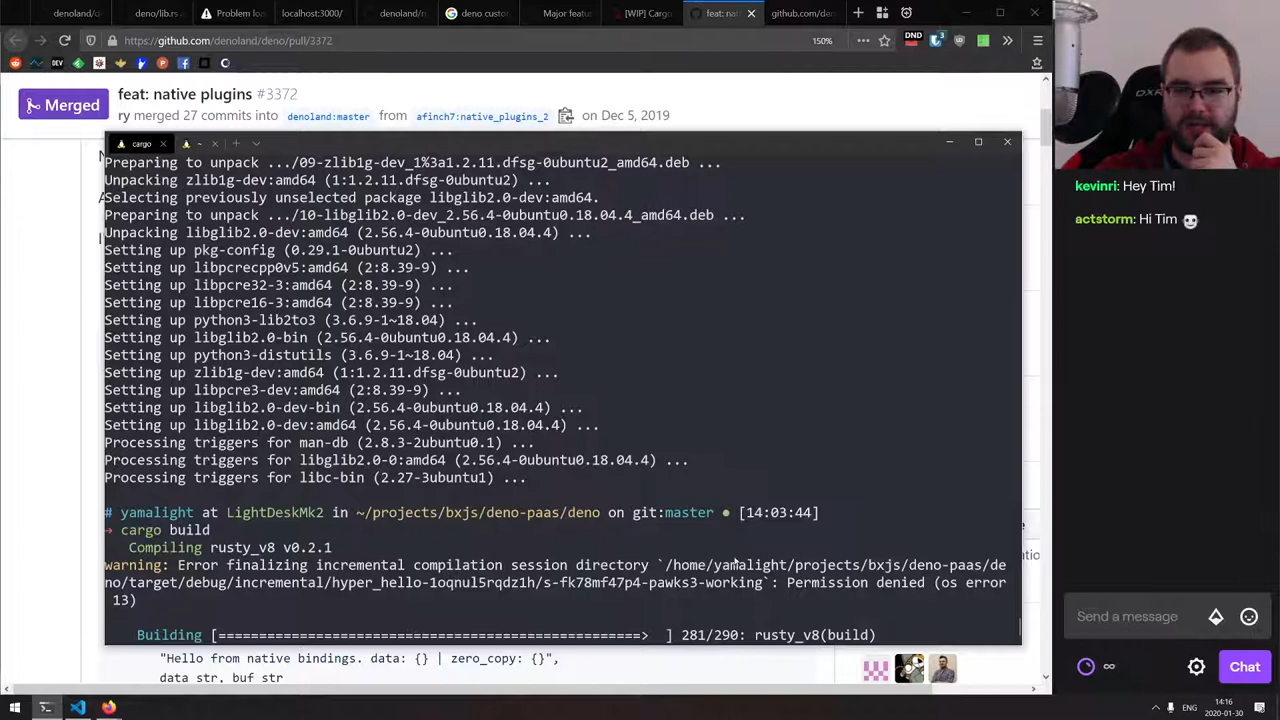 denoland/d
deno/lib.rs a
Problem loa
localhost:3000/
denoland/ru
deno custo
Major featu
[WIP] Cargo
feat: nat
github.com/den
https://github.com/denoland/deno/pull/3372
150%
DND
3
DEV
Merged
feat: native plugins #3372
ry merged 27 commits into denoland:master from afinch7:native_plugins_2 on Dec 5, 2019
cargo
~
Preparing to unpack .../09-zlib1g-dev_1%3a1.2.11.dfsg-0ubuntu2_amd64.deb ...
Unpacking zlib1g-dev:amd64 (1:1.2.11.dfsg-0ubuntu2) ...
Selecting previously unselected package libglib2.0-dev:amd64.
Preparing to unpack .../10-libglib2.0-dev_2.56.4-0ubuntu0.18.04.4_amd64.deb ...
Unpacking libglib2.0-dev:amd64 (2.56.4-0ubuntu0.18.04.4) ...
Setting up pkg-config (0.29.1-0ubuntu2) ...
Setting up libpcrecpp0v5:amd64 (2:8.39-9) ...
Setting up libpcre32-3:amd64 (2:8.39-9) ...
Setting up libpcre16-3:amd64 (2:8.39-9) ...
Setting up python3-lib2to3 (3.6.9-1~18.04) ...
Setting up libglib2.0-bin (2.56.4-0ubuntu0.18.04.4) ...
Setting up python3-distutils (3.6.9-1~18.04) ...
Setting up zlib1g-dev:amd64 (1:1.2.11.dfsg-0ubuntu2) ...
Setting up libpcre3-dev:amd64 (2:8.39-9) ...
Setting up libglib2.0-dev-bin (2.56.4-0ubuntu0.18.04.4) ...
Setting up libglib2.0-dev:amd64 (2.56.4-0ubuntu0.18.04.4) ...
Processing triggers for man-db (2.8.3-2ubuntu0.1) ...
Processing triggers for libglib2.0-0:amd64 (2.56.4-0ubuntu0.18.04.4) ...
Processing triggers for libc-bin (2.27-3ubuntu1) ...
# yamalight at LightDeskMk2 in ~/projects/bxjs/deno-paas/deno on git:master ● [14:03:44]
→ cargo build
Compiling rusty_v8 v0.2.1
warning: Error finalizing incremental compilation session directory `/home/yamalight/projects/bxjs/deno-paas/de
no/target/debug/incremental/hyper_hello-1oqnul5rqdz1h/s-fk78mf47p4-pawks3-working`: Permission denied (os error
13)
Building [=================================================> ] 281/290: rusty_v8(build)
"Hello from native bindings. data: {} | zero_copy: {}",
data_str, buf_str
kevinri: Hey Tim!
actstorm: Hi Tim
Send a message
Chat
ENG
14:16
2020-01-30